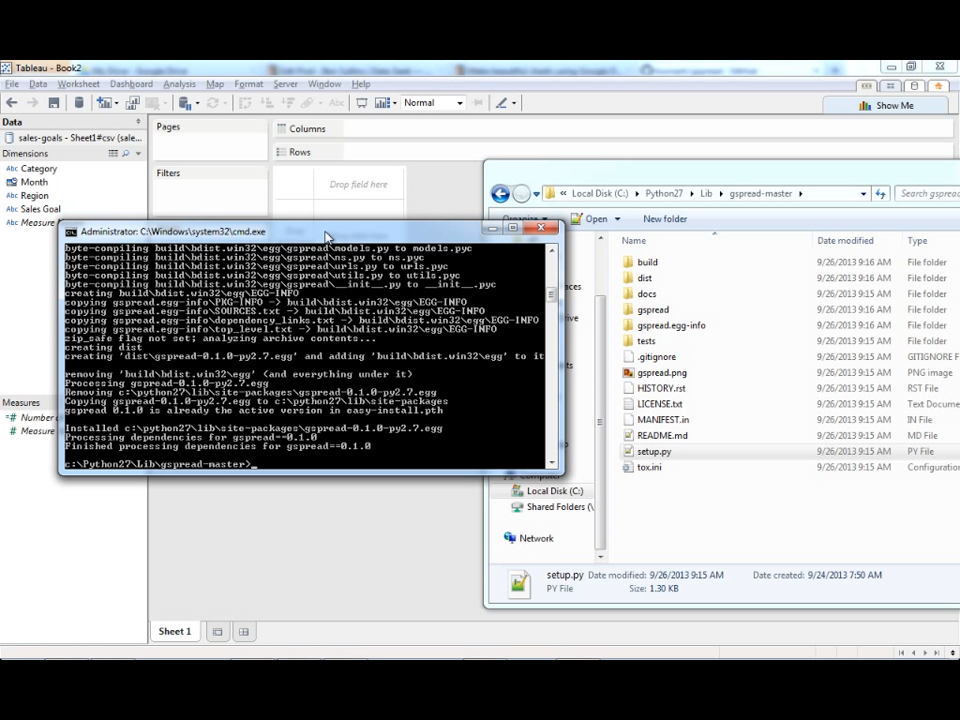 Tableau - Book2
File Data Worksheet Dashboard Analysis Map Format Server Window Help
Normal
Show Me
Data
sales-goals - Sheet1#csv (sale...
Dimensions
Abc Category
Month
Abc Region
Abc Sales Goal
Abc Measure
Measures
# Number
# Measure
Pages
Filters
Columns
Rows
Drop field here
Sheet 1
Administrator: C:\Windows\system32\cmd.exe
byte-compiling build\bdist.win32\egg\gspread\models.py to models.pyc
byte-compiling build\bdist.win32\egg\gspread\ns.py to ns.pyc
byte-compiling build\bdist.win32\egg\gspread\urls.py to urls.pyc
byte-compiling build\bdist.win32\egg\gspread\utils.py to utils.pyc
byte-compiling build\bdist.win32\egg\gspread\__init__.py to __init__.pyc
creating build\bdist.win32\egg\EGG-INFO
copying gspread.egg-info\PKG-INFO -> build\bdist.win32\egg\EGG-INFO
copying gspread.egg-info\SOURCES.txt -> build\bdist.win32\egg\EGG-INFO
copying gspread.egg-info\dependency_links.txt -> build\bdist.win32\egg\EGG-INFO
copying gspread.egg-info\top_level.txt -> build\bdist.win32\egg\EGG-INFO
zip_safe flag not set; analyzing archive contents...
creating dist
creating 'dist\gspread-0.1.0-py2.7.egg' and adding 'build\bdist.win32\egg' to it
removing 'build\bdist.win32\egg' (and everything under it)
Processing gspread-0.1.0-py2.7.egg
Removing c:\python27\lib\site-packages\gspread-0.1.0-py2.7.egg
Copying gspread-0.1.0-py2.7.egg to c:\python27\lib\site-packages
gspread 0.1.0 is already the active version in easy-install.pth
Installed c:\python27\lib\site-packages\gspread-0.1.0-py2.7.egg
Processing dependencies for gspread==0.1.0
Finished processing dependencies for gspread==0.1.0
c:\Python27\Lib\gspread-master>_
« Local Disk (C:) Python27 Lib gspread-master
Search gspread
Organize Open New folder
Name Date modified Type
build 9/26/2013 9:16 AM File folder
dist 9/26/2013 9:16 AM File folder
docs 9/26/2013 9:15 AM File folder
gspread 9/26/2013 9:15 AM File folder
gspread.egg-info 9/26/2013 9:16 AM File folder
tests 9/26/2013 9:15 AM File folder
.gitignore 9/26/2013 9:15 AM GITIGNORE F
gspread.png 9/26/2013 9:15 AM PNG image
HISTORY.rst 9/26/2013 9:15 AM RST File
LICENSE.txt 9/26/2013 9:15 AM Text Docume
MANIFEST.in 9/26/2013 9:15 AM IN File
README.md 9/26/2013 9:15 AM MD File
setup.py 9/26/2013 9:15 AM PY File
tox.ini 9/26/2013 9:15 AM Configuratio
Computer
Local Disk (C:)
Shared Folders (\
Network
setup.py Date modified: 9/26/2013 9:15 AM Date created: 9/24/2013 7:50 AM
PY File Size: 1.30 KB